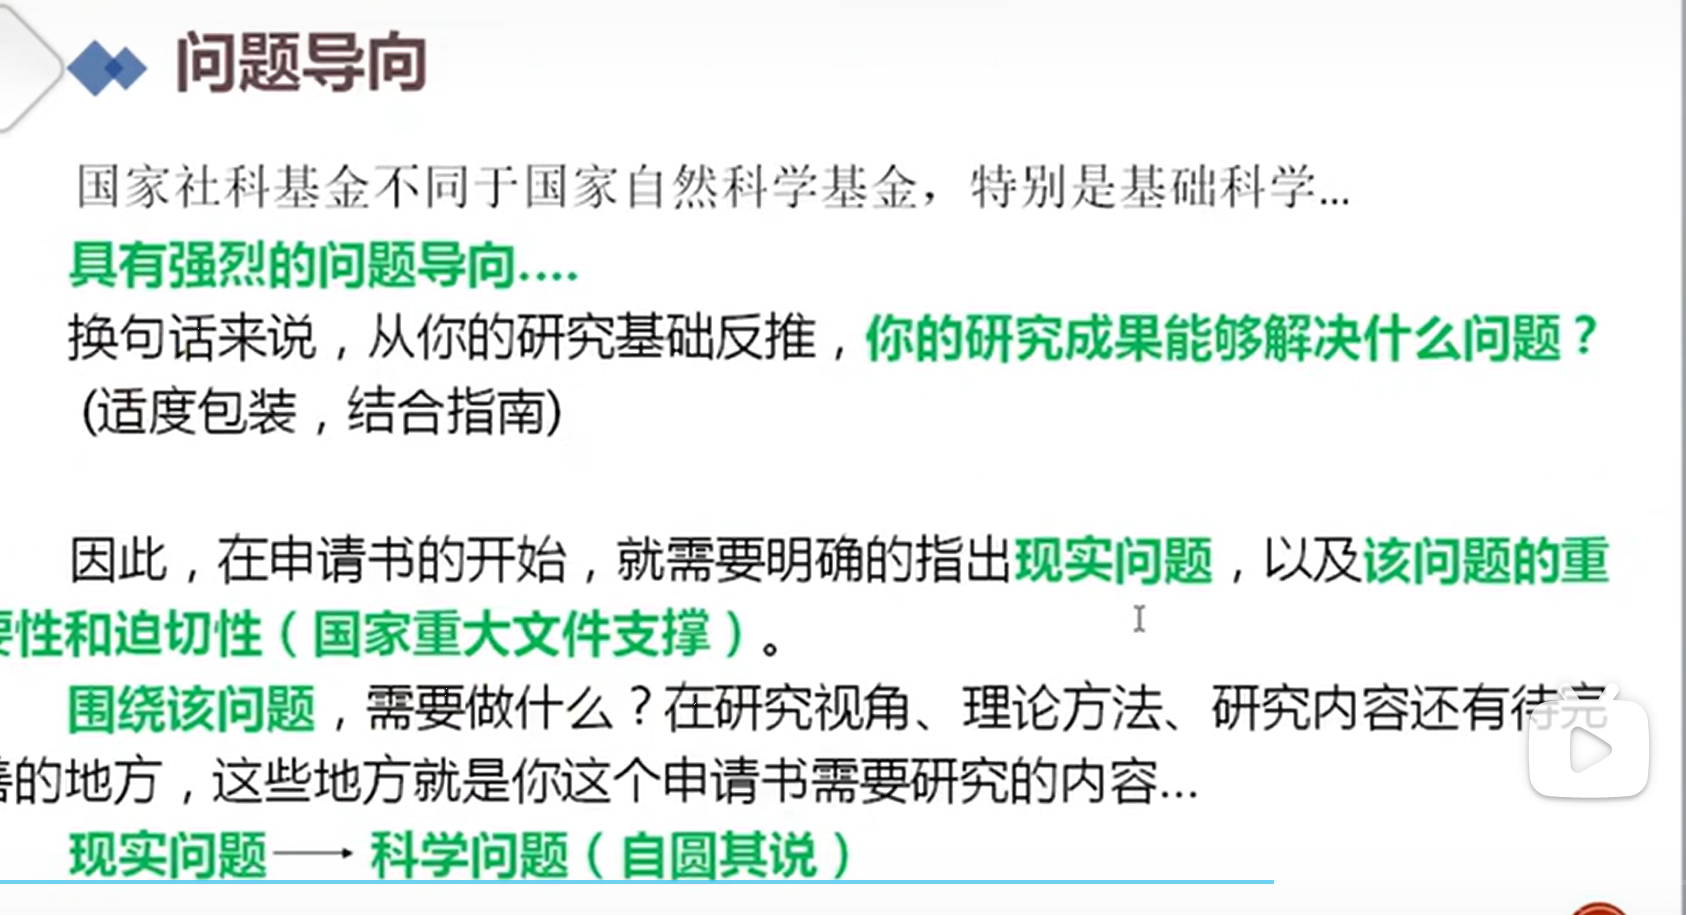 问题导向
国家社科基金不同于国家自然科学基金，特别是基础科学...
具有强烈的问题导向....
换句话来说，从你的研究基础反推，你的研究成果能够解决什么问题？
(适度包装，结合指南)
因此，在申请书的开始，就需要明确的指出现实问题，以及该问题的重
要性和迫切性（国家重大文件支撑）。
围绕该问题，需要做什么？在研究视角、理论方法、研究内容还有待完
善的地方，这些地方就是你这个申请书需要研究的内容...
现实问题→科学问题（自圆其说）